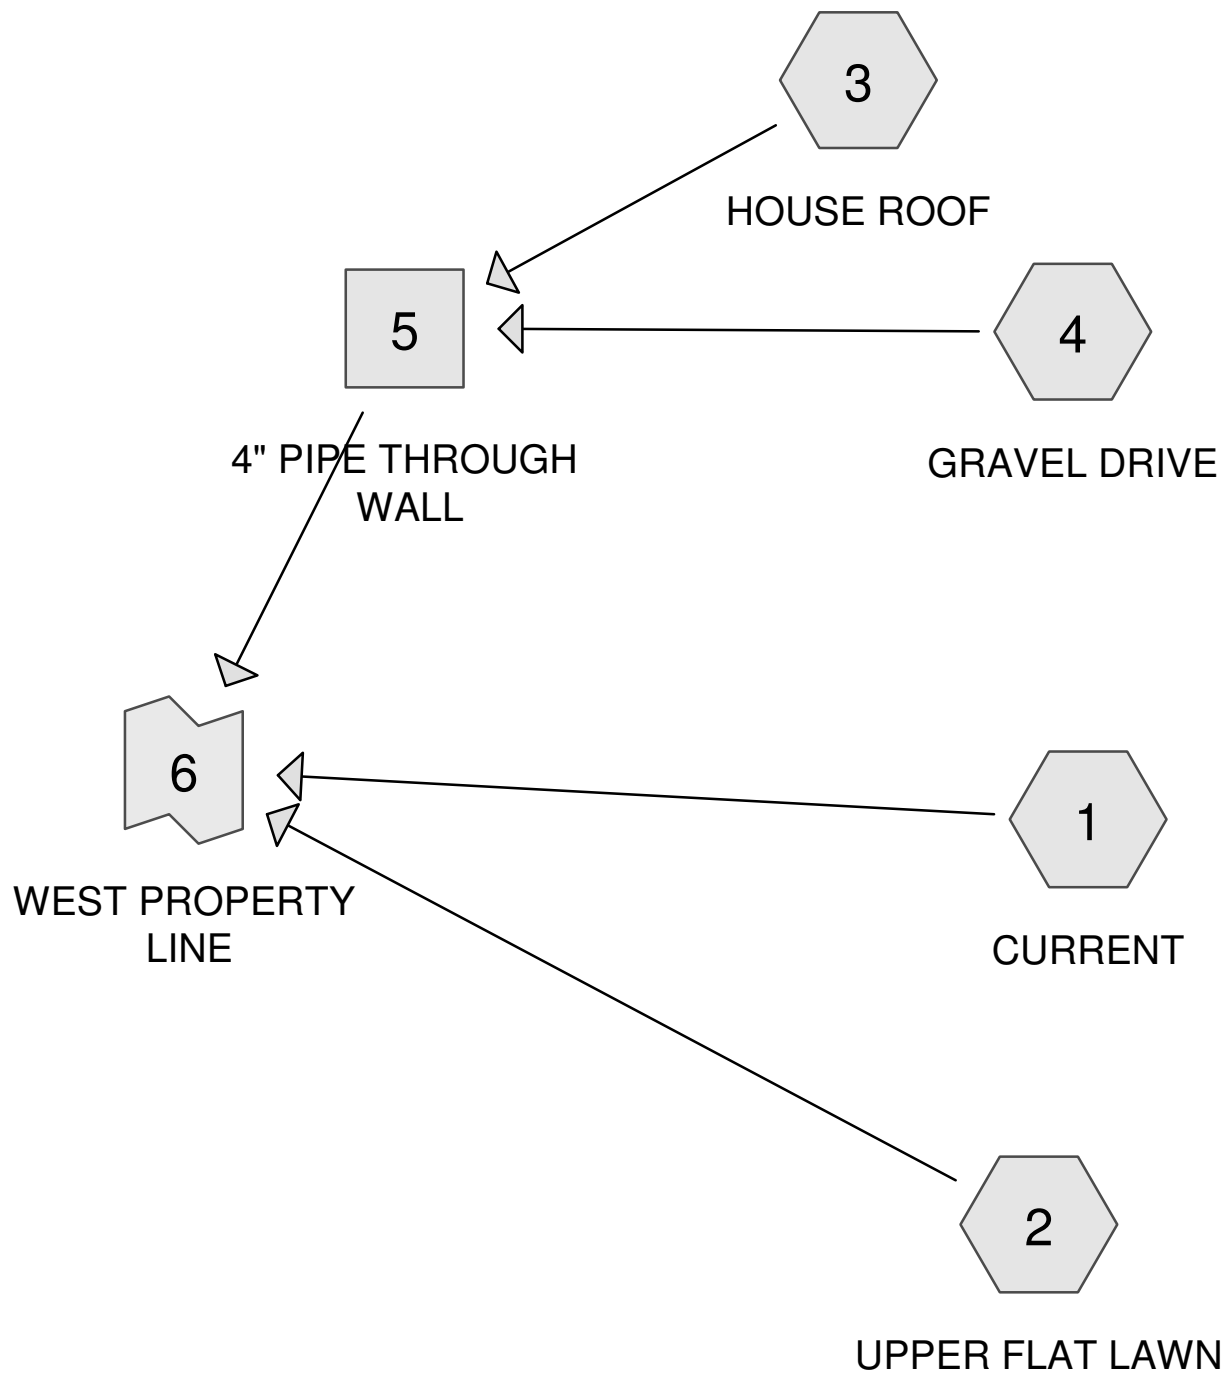 3
HOUSE ROOF
5
4
4" PIPE THROUGH
WALL
GRAVEL DRIVE
6
1
WEST PROPERTY
LINE
CURRENT
2
UPPER FLAT LAWN